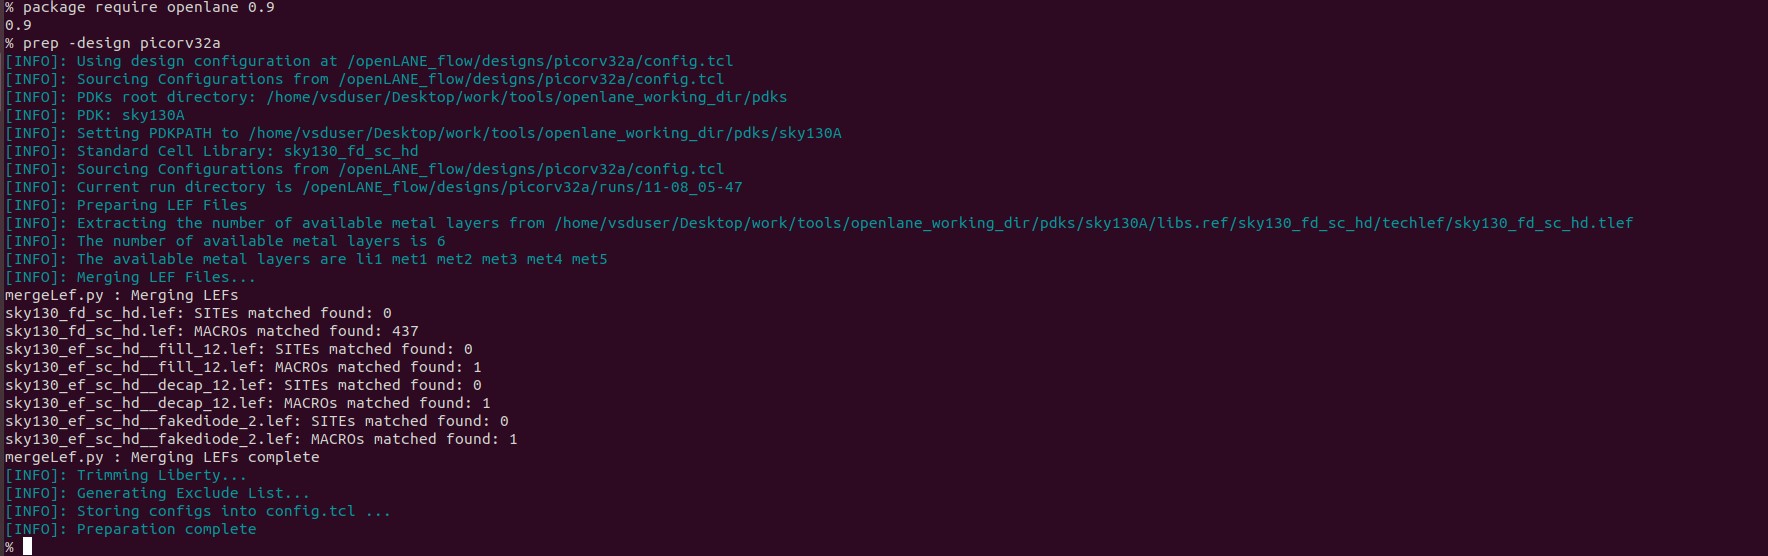 % package require openlane 0.9
0.9
% prep -design picorv32a
[INFO]: Using design configuration at /openLANE_flow/designs/picorv32a/config.tcl
[INFO]: Sourcing Configurations from /openLANE_flow/designs/picorv32a/config.tcl
[INFO]: PDKs root directory: /home/vsduser/Desktop/work/tools/openlane_working_dir/pdks
[INFO]: PDK: sky130A
[INFO]: Setting PDKPATH to /home/vsduser/Desktop/work/tools/openlane_working_dir/pdks/sky130A
[INFO]: Standard Cell Library: sky130_fd_sc_hd
[INFO]: Sourcing Configurations from /openLANE_flow/designs/picorv32a/config.tcl
[INFO]: Current run directory is /openLANE_flow/designs/picorv32a/runs/11-08_05-47
[INFO]: Preparing LEF Files
[INFO]: Extracting the number of available metal layers from /home/vsduser/Desktop/work/tools/openlane_working_dir/pdks/sky130A/libs.ref/sky130_fd_sc_hd/techlef/sky130_fd_sc_hd.tlef
[INFO]: The number of available metal layers is 6
[INFO]: The available metal layers are li1 met1 met2 met3 met4 met5
[INFO]: Merging LEF Files...
mergeLef.py : Merging LEFs
sky130_fd_sc_hd.lef: SITEs matched found: 0
sky130_fd_sc_hd.lef: MACROs matched found: 437
sky130_ef_sc_hd__fill_12.lef: SITEs matched found: 0
sky130_ef_sc_hd__fill_12.lef: MACROs matched found: 1
sky130_ef_sc_hd__decap_12.lef: SITEs matched found: 0
sky130_ef_sc_hd__decap_12.lef: MACROs matched found: 1
sky130_ef_sc_hd__fakediode_2.lef: SITEs matched found: 0
sky130_ef_sc_hd__fakediode_2.lef: MACROs matched found: 1
mergeLef.py : Merging LEFs complete
[INFO]: Trimming Liberty...
[INFO]: Generating Exclude List...
[INFO]: Storing configs into config.tcl ...
[INFO]: Preparation complete
%